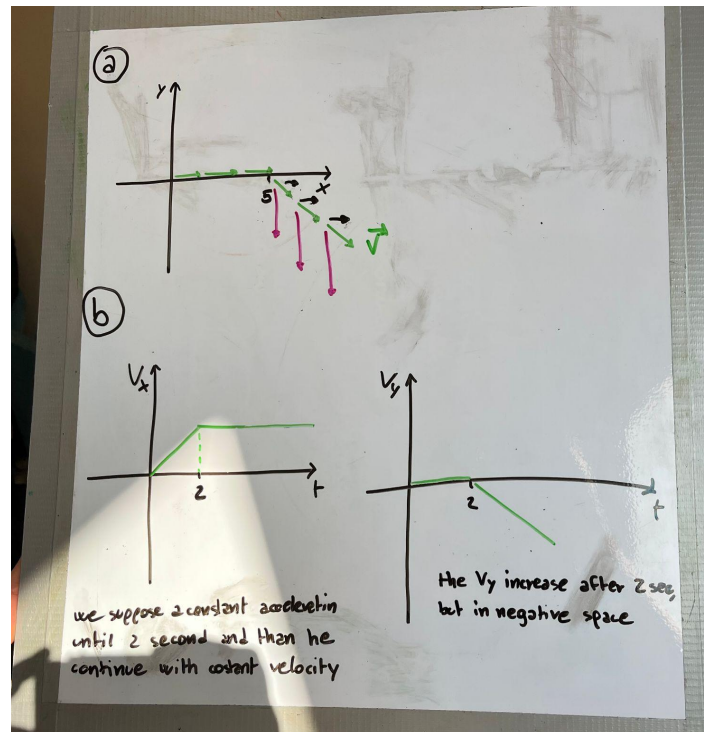 a
y
x
5
V
b
Vx
2
t
Vy
2
t
we suppose a constant acceleretin
until 2 second and than he
continue with costant velocity
the Vy increase after 2 sec,
but in negative space